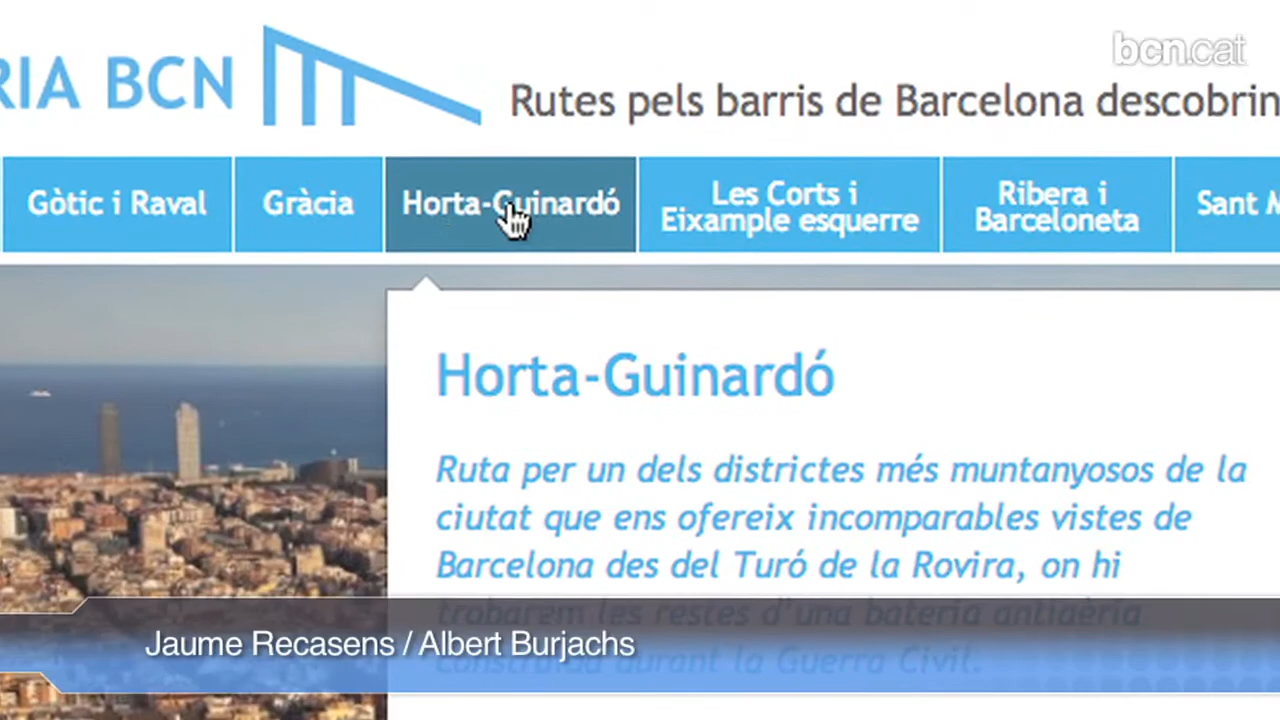 RIA BCN
bcn.cat
Rutes pels barris de Barcelona descobrin
Gòtic i Raval
Gràcia
Horta-Guinardó
Les Corts i
Eixample esquerre
Ribera i
Barceloneta
Sant M
Horta-Guinardó
Ruta per un dels districtes més muntanyosos de la
ciutat que ens ofereix incomparables vistes de
Barcelona des del Turó de la Rovira, on hi
trobarem les restes d'una bateria antiaèria
construïda durant la Guerra Civil.
Jaume Recasens / Albert Burjachs